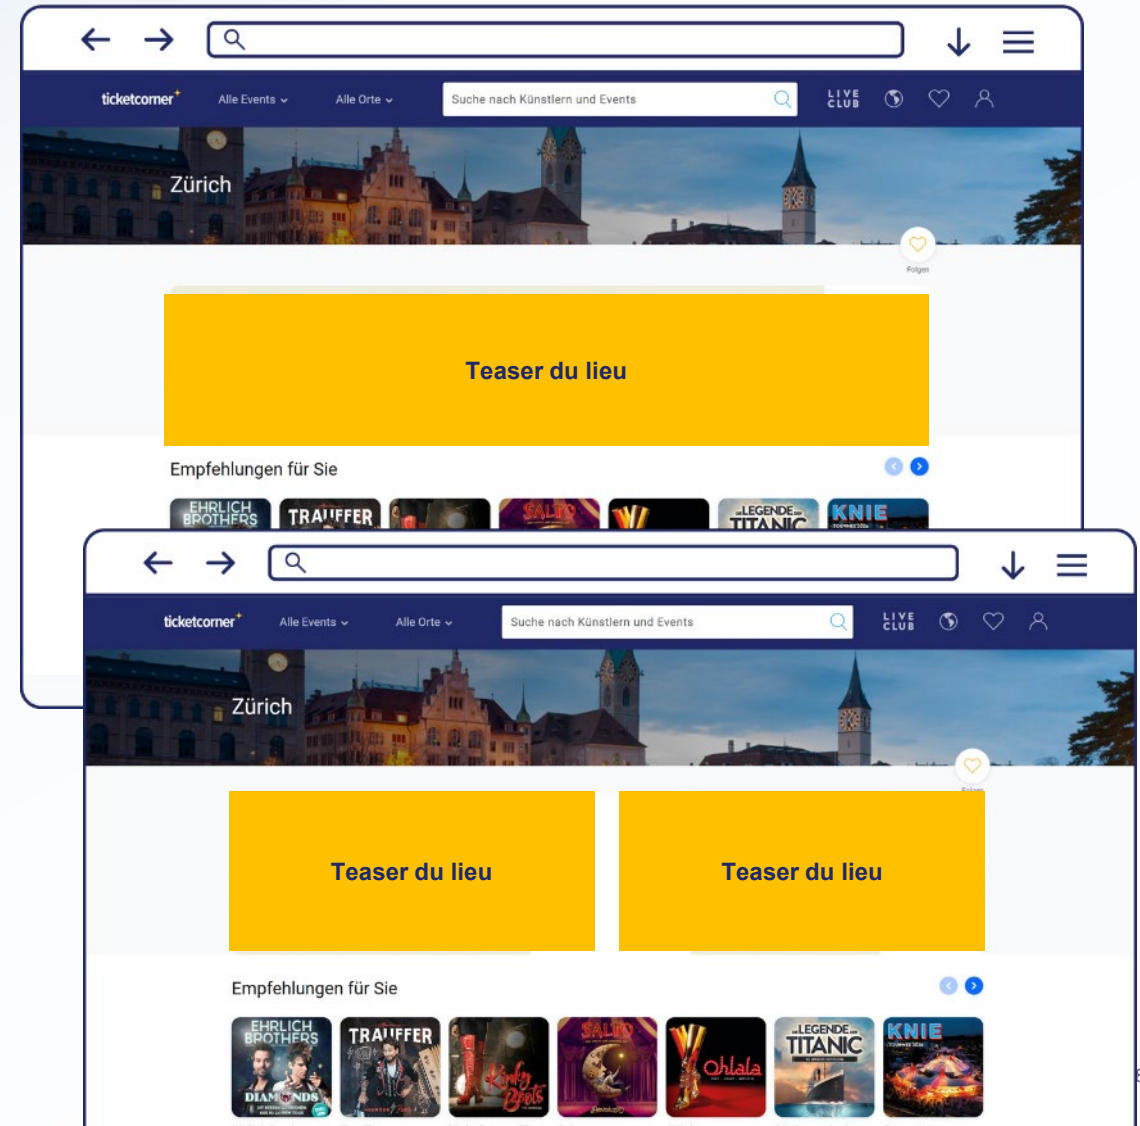 ticketcorner
Alle Events
Alle Orte
Suche nach Künstlern und Events
LIVE
CLUB
Zürich
Folgen
Teaser du lieu
Empfehlungen für Sie
EHRLICH
BROTHERS
TRAUFFER
SALTO
LEGENDE
TITANIC
KNIE
ticketcorner
Alle Events
Alle Orte
Suche nach Künstlern und Events
LIVE
CLUB
Zürich
Teaser du lieu
Teaser du lieu
Empfehlungen für Sie
EHRLICH
BROTHERS
DIAMONDS
TRAUFFER
Kinky
Boots
SALTO
Ohlala
LEGENDE
TITANIC
KNIE